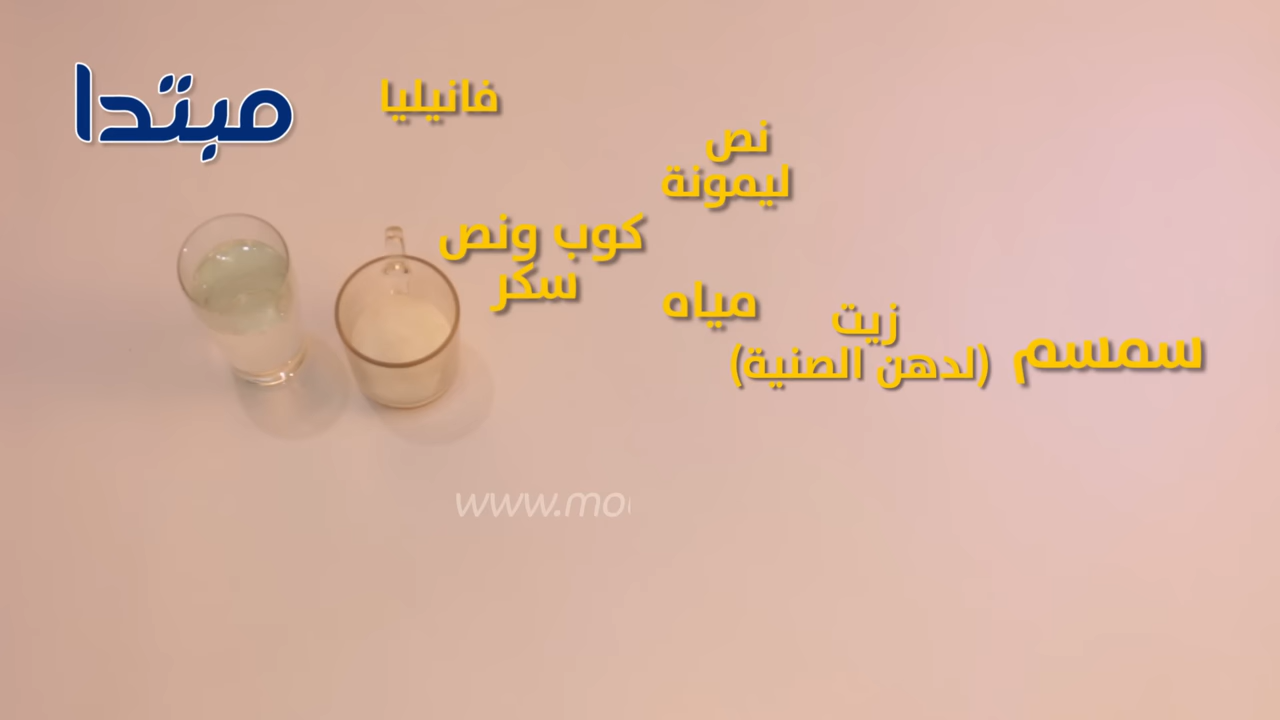 مبتدا
فانيليا
نص
ليمونة
كوب ونص
سكر
مياه
زيت
(لدهن الصنية)
سمسم
www.mo